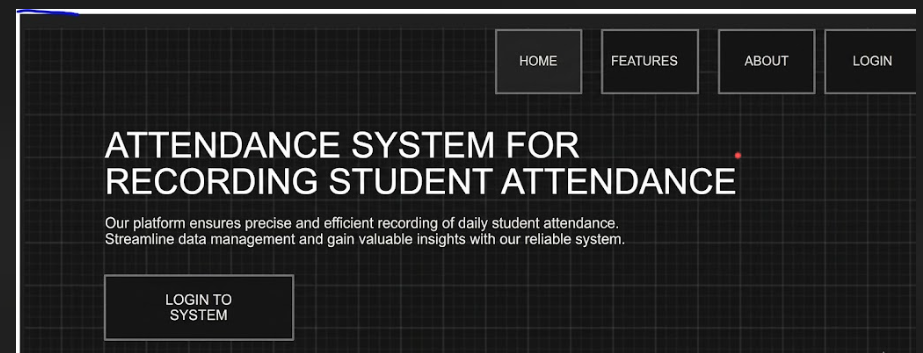 HOME
FEATURES
ABOUT
LOGIN
ATTENDANCE SYSTEM FOR
RECORDING STUDENT ATTENDANCE
Our platform ensures precise and efficient recording of daily student attendance.
Streamline data management and gain valuable insights with our reliable system.
LOGIN TO
SYSTEM